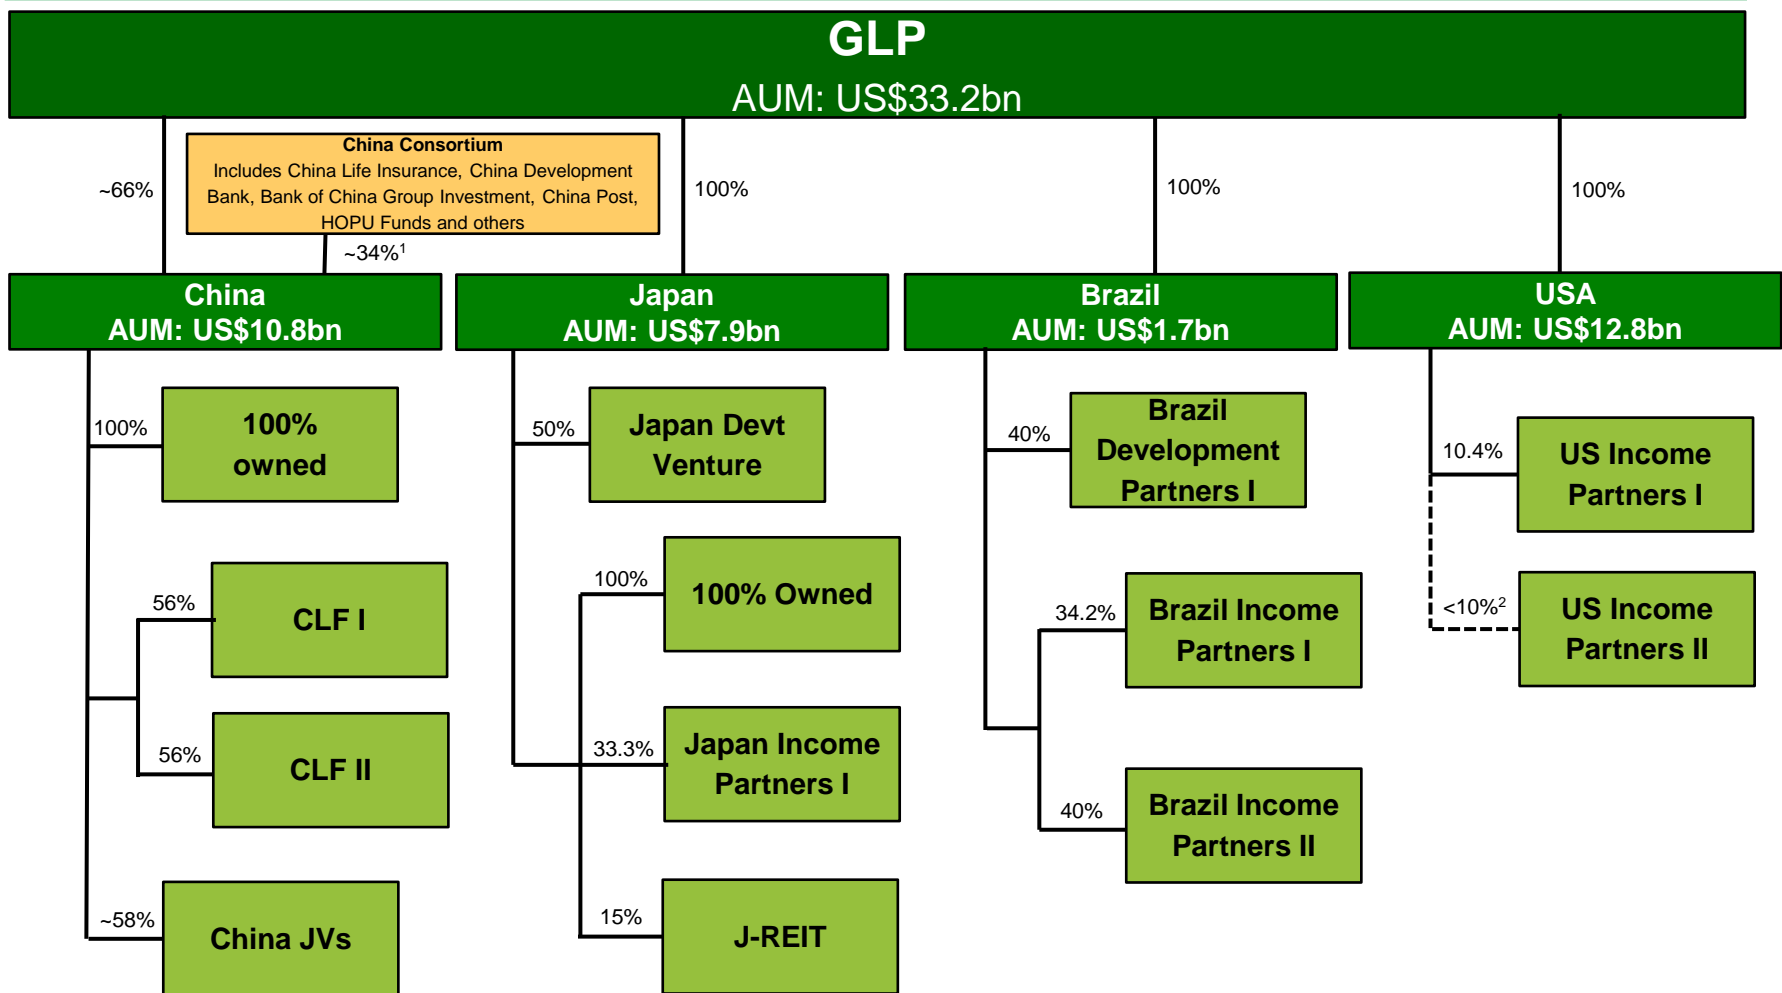 GLP
AUM: US$33.2bn
China Consortium
Includes China Life Insurance, China Development
Bank, Bank of China Group Investment, China Post,
HOPU Funds and others
~66%
100%
100%
100%
~34%¹
China
AUM: US$10.8bn
Japan
AUM: US$7.9bn
Brazil
AUM: US$1.7bn
USA
AUM: US$12.8bn
100%
100%
owned
56%
CLF I
56%
CLF II
~58%
China JVs
50%
Japan Devt
Venture
100%
100% Owned
33.3%
Japan Income
Partners I
15%
J-REIT
40%
Brazil
Development
Partners I
34.2%
Brazil Income
Partners I
40%
Brazil Income
Partners II
10.4%
US Income
Partners I
<10%²
US Income
Partners II